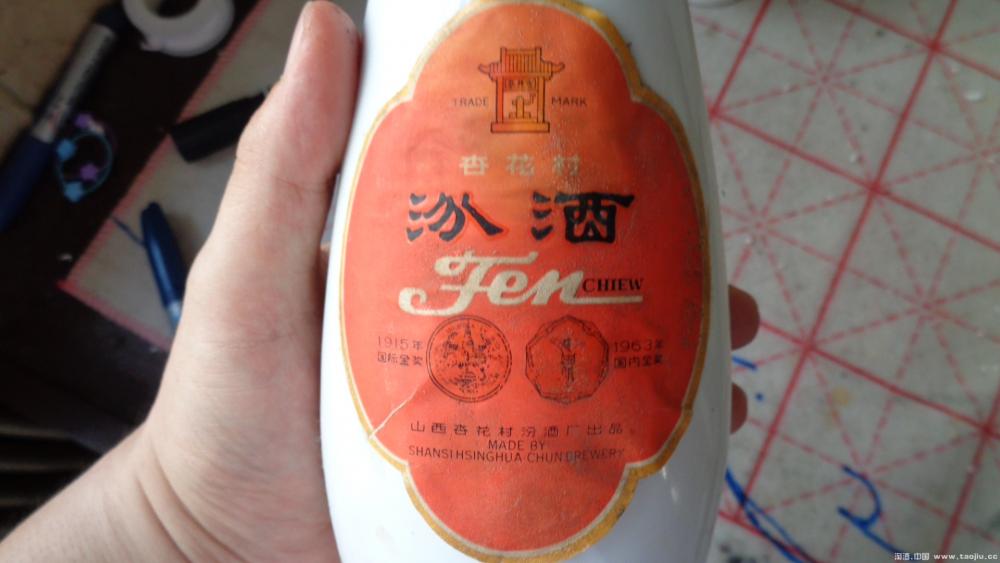 TRADE MARK
杏花村
汾酒
Fen CHIEW
1915年 1963年
国际金奖 国内金奖
山西杏花村汾酒厂出品
MADE BY
SHANSI HSINGHUA-CHUN BREWERY
淘酒.中国 www.taojiu.cc